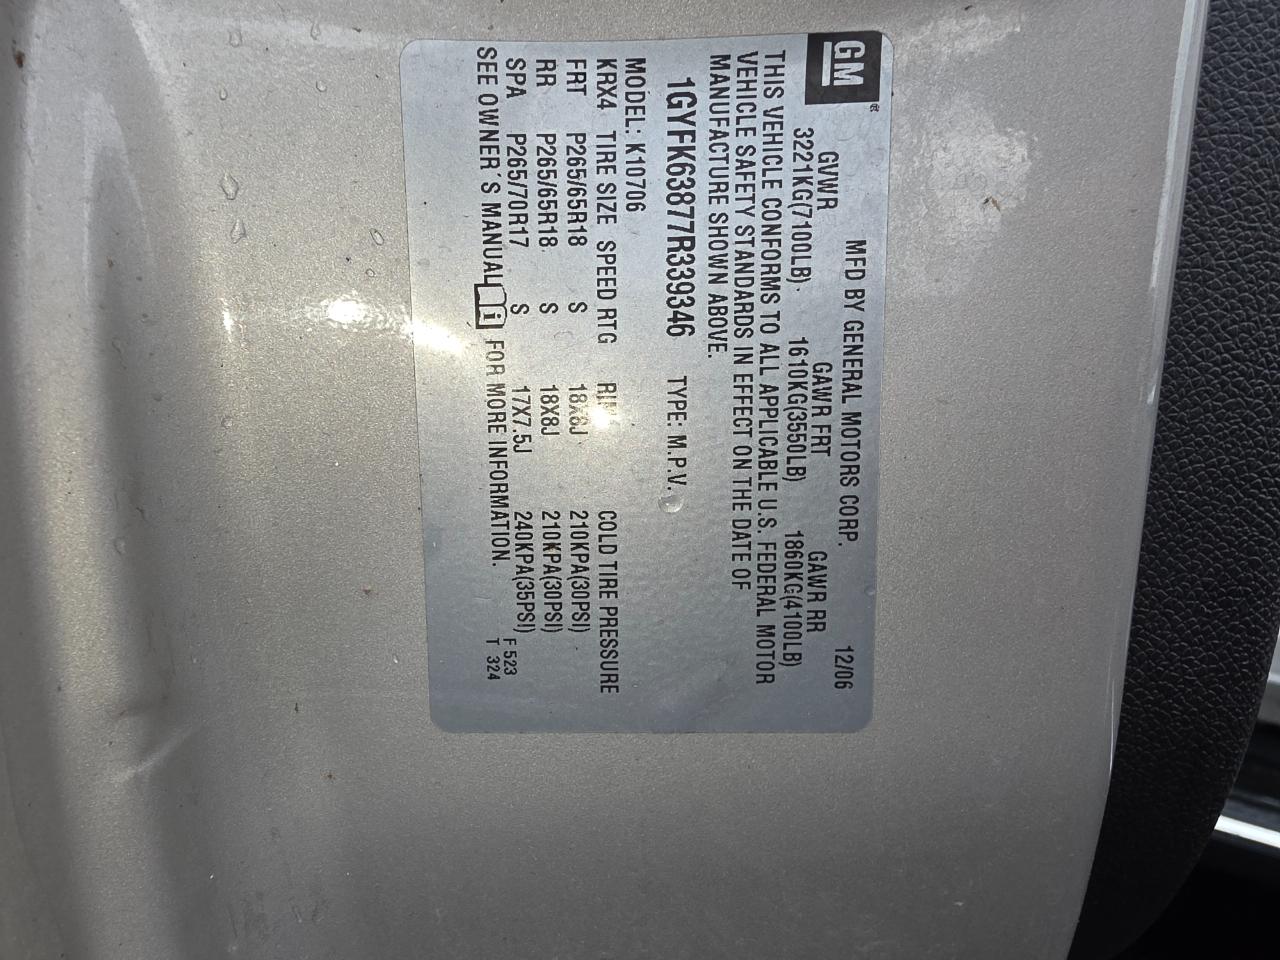 GM
MFD BY GENERAL MOTORS CORP. 12/06
GVWR GAWR FRT GAWR RR
3221KG(7100LB) 1610KG(3550LB) 1860KG(4100LB)
THIS VEHICLE CONFORMS TO ALL APPLICABLE U.S. FEDERAL MOTOR
VEHICLE SAFETY STANDARDS IN EFFECT ON THE DATE OF
MANUFACTURE SHOWN ABOVE.
1GYFK63877R339346 TYPE: M.P.V.
MODEL: K10706
KRX4 TIRE SIZE SPEED RTG RIM COLD TIRE PRESSURE
FRT P265/65R18 S 18X8J 210KPA(30PSI)
RR P265/65R18 S 18X8J 210KPA(30PSI)
SPA P265/70R17 S 17X7.5J 240KPA(35PSI)
SEE OWNER'S MANUAL i FOR MORE INFORMATION.
F 523
T 324